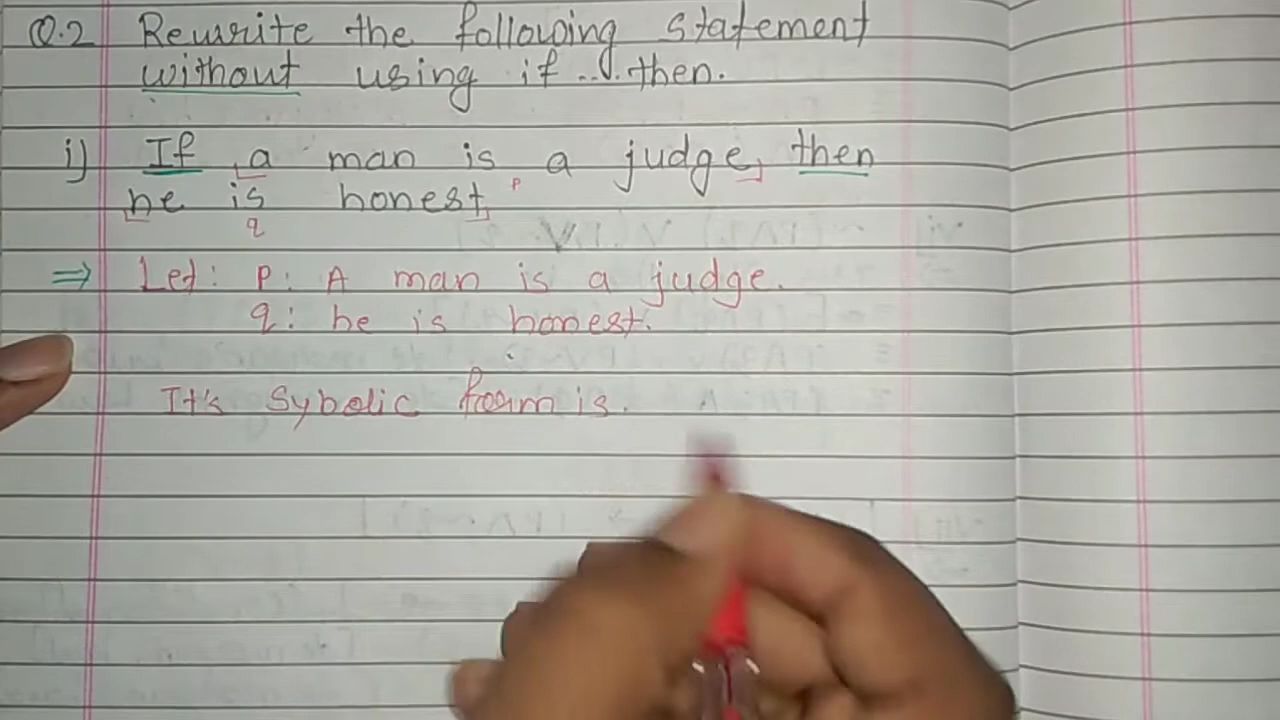 Q.2 Rewrite the following statement
without using if ... then.
i) If a man is a judge, then
he is honest.
p
q
⇒ Let: P: A man is a judge.
q: he is honest.
It's Sybolic form is.